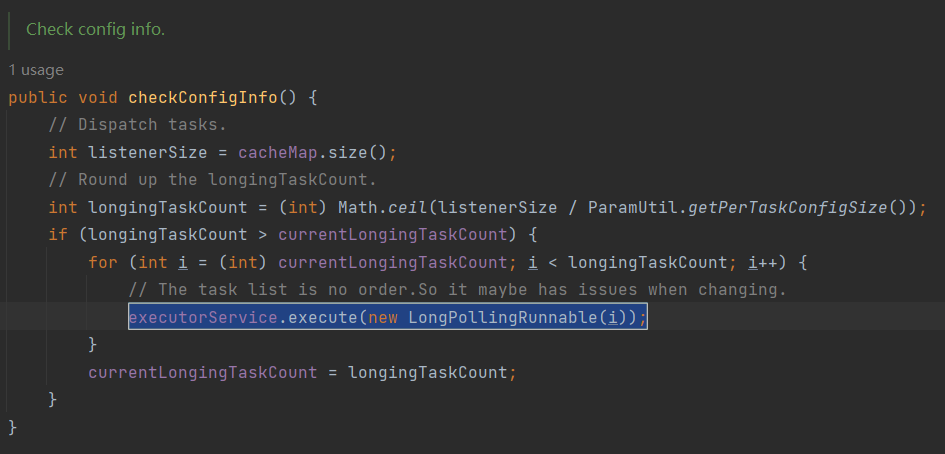 Check config info.
1 usage
public void checkConfigInfo() {
// Dispatch tasks.
int listenerSize = cacheMap.size();
// Round up the longingTaskCount.
int longingTaskCount = (int) Math.ceil(listenerSize / ParamUtil.getPerTaskConfigSize());
if (longingTaskCount > currentLongingTaskCount) {
for (int i = (int) currentLongingTaskCount; i < longingTaskCount; i++) {
// The task list is no order.So it maybe has issues when changing.
executorService.execute(new LongPollingRunnable(i));
}
currentLongingTaskCount = longingTaskCount;
}
}